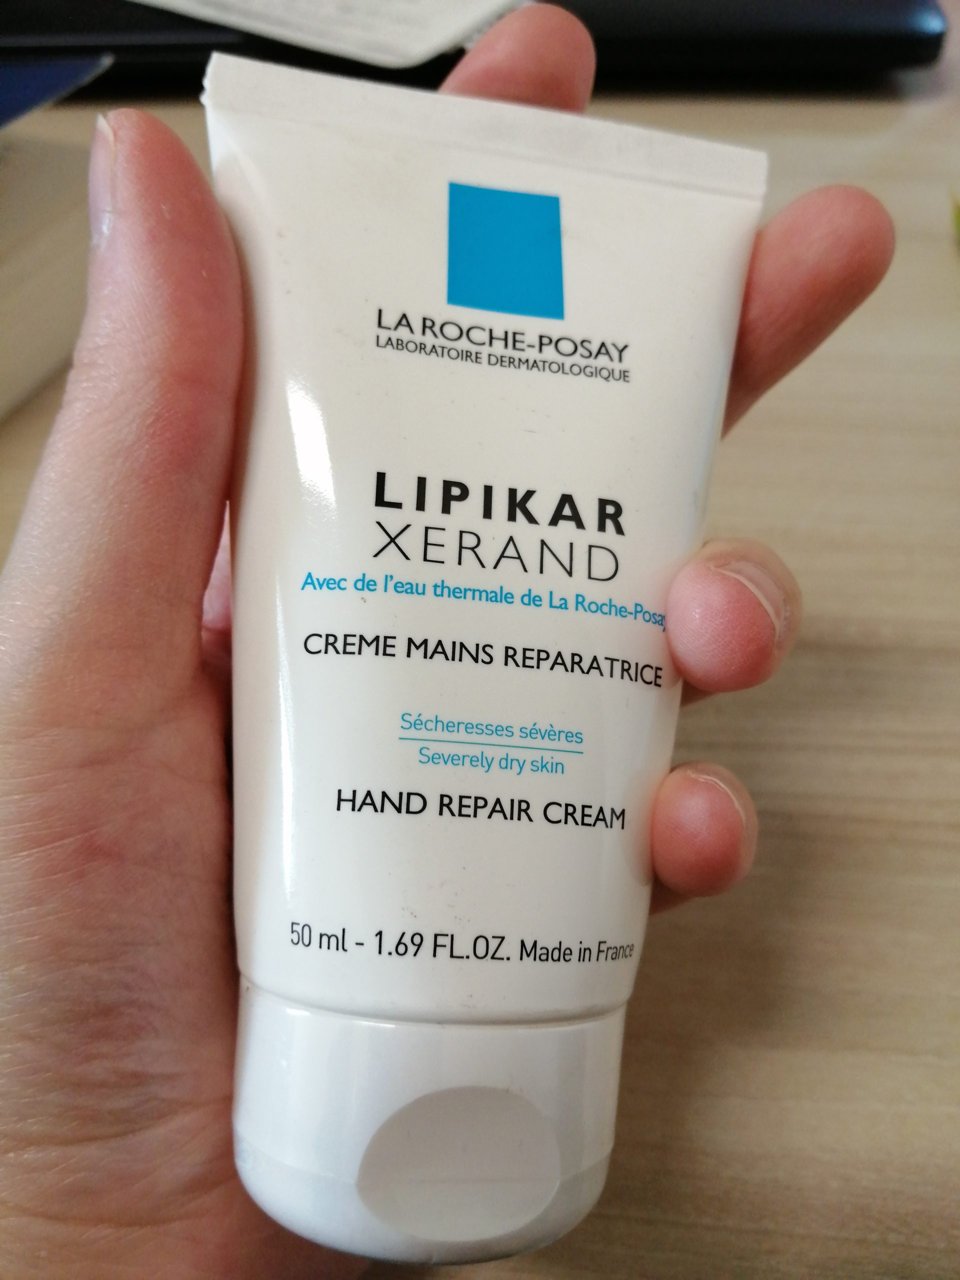 LA ROCHE-POSAY
LABORATOIRE DERMATOLOGIQUE
LIPIKAR
XERAND
Avec de l'eau thermale de La Roche-Posay
CREME MAINS REPARATRICE
Sécheresses sévères
Severely dry skin
HAND REPAIR CREAM
50 ml - 1.69 FL.OZ. Made in France